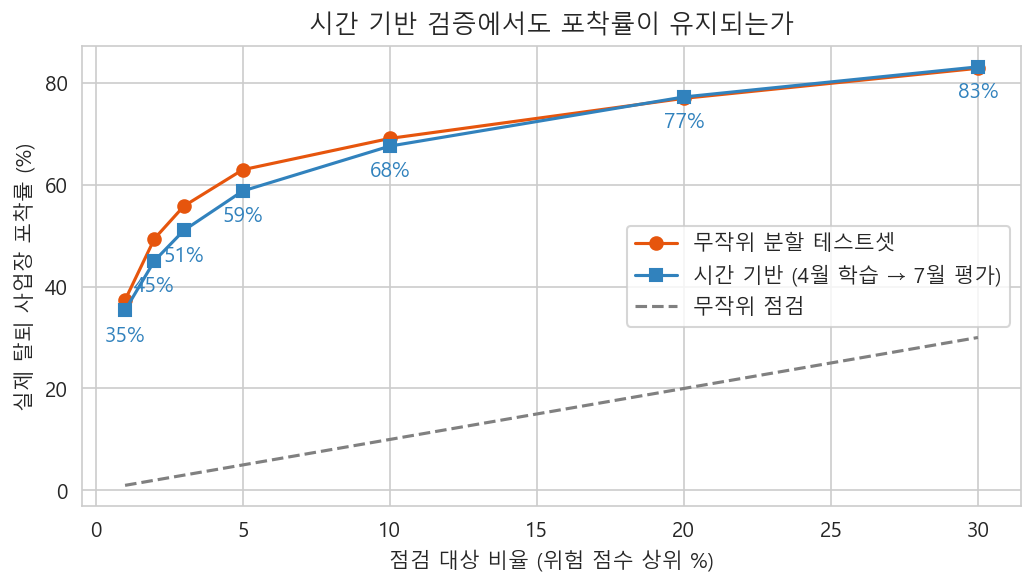 시간 기반 검증에서도 포착률이 유지되는가
실제 탈퇴 사업장 포착률 (%)
80
60
40
20
0
35%
45%
51%
59%
68%
77%
83%
무작위 분할 테스트셋
시간 기반 (4월 학습 → 7월 평가)
무작위 점검
0 5 10 15 20 25 30
점검 대상 비율 (위험 점수 상위 %)